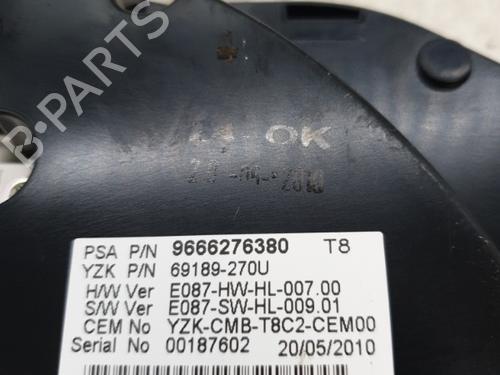 OK
PSA P/N 9666276380 T8
YZK P/N 69189-270U
H/W Ver E087-HW-HL-007.00
S/W Ver E087-SW-HL-009.01
CEM No YZK-CMB-T8C2-CEM00
Serial No 00187602 20/05/2010